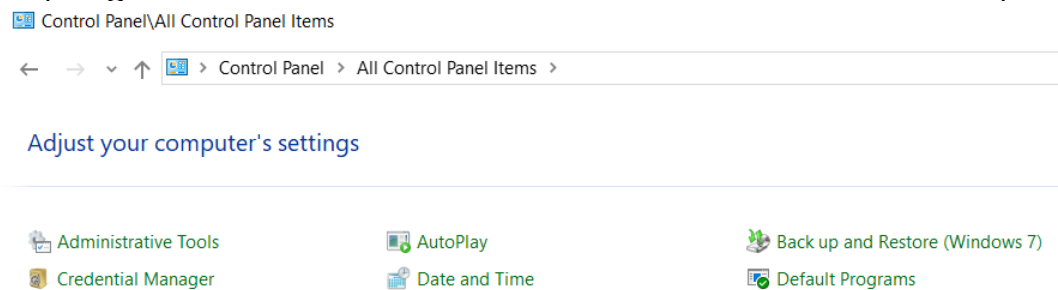 Control Panel\All Control Panel Items
Control Panel > All Control Panel Items >
Adjust your computer's settings
Administrative Tools AutoPlay Back up and Restore (Windows 7)
Credential Manager Date and Time Default Programs